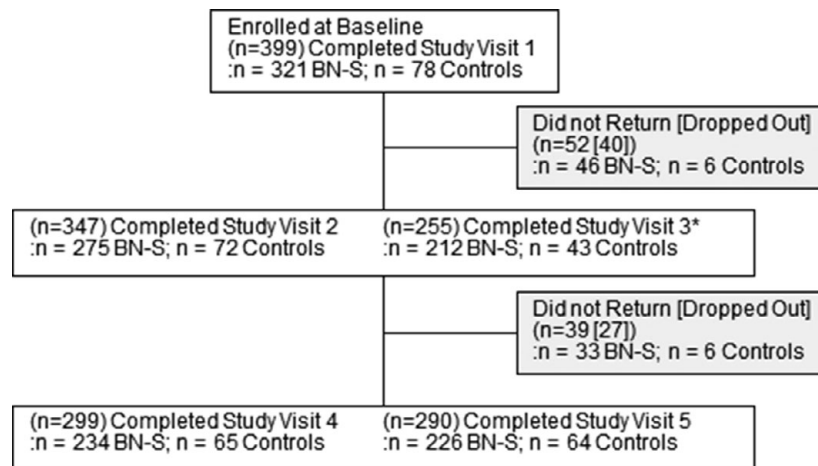 Enrolled at Baseline
(n=399) Completed Study Visit 1
:n = 321 BN-S; n = 78 Controls
Did not Return [Dropped Out]
(n=52 [40])
:n = 46 BN-S; n = 6 Controls
(n=347) Completed Study Visit 2
:n = 275 BN-S; n = 72 Controls
(n=255) Completed Study Visit 3*
:n = 212 BN-S; n = 43 Controls
Did not Return [Dropped Out]
(n=39 [27])
:n = 33 BN-S; n = 6 Controls
(n=299) Completed Study Visit 4
:n = 234 BN-S; n = 65 Controls
(n=290) Completed Study Visit 5
:n = 226 BN-S; n = 64 Controls